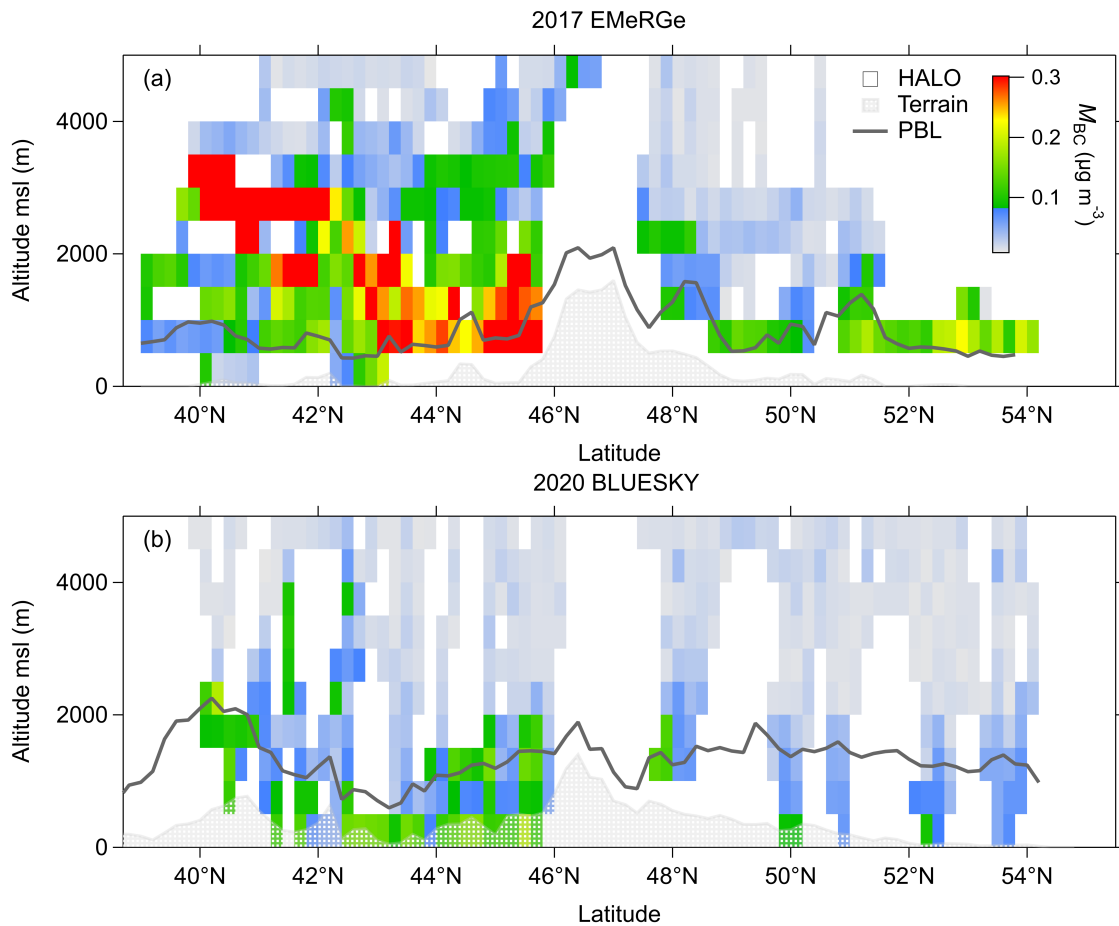 2017 EMeRGe
(a)
HALO
Terrain
PBL
0.3
0.2
0.1
M_BC (µg m⁻³)
Altitude msl (m)
4000
2000
0
40°N 42°N 44°N 46°N 48°N 50°N 52°N 54°N
Latitude
2020 BLUESKY
(b)
Altitude msl (m)
4000
2000
0
40°N 42°N 44°N 46°N 48°N 50°N 52°N 54°N
Latitude